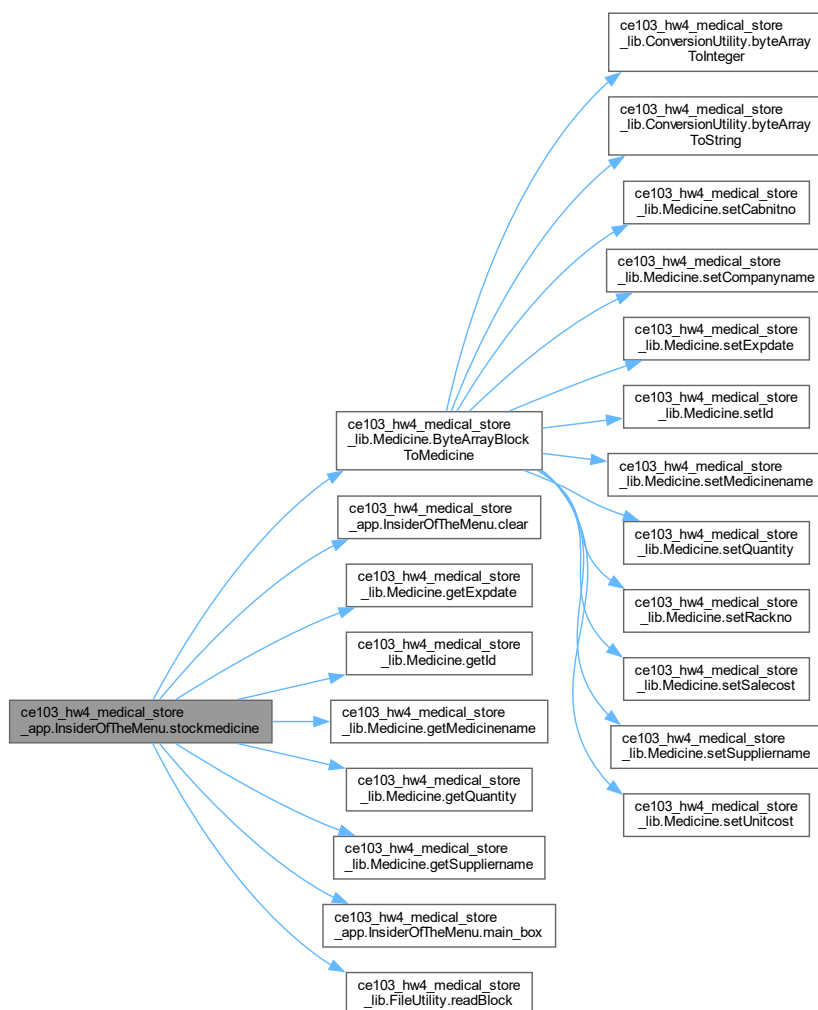 ce103_hw4_medical_store
_app.InsiderOfTheMenu.stockmedicine
ce103_hw4_medical_store
_lib.Medicine.ByteArrayBlock
ToMedicine
ce103_hw4_medical_store
_app.InsiderOfTheMenu.clear
ce103_hw4_medical_store
_lib.Medicine.getExpdate
ce103_hw4_medical_store
_lib.Medicine.getId
ce103_hw4_medical_store
_lib.Medicine.getMedicinename
ce103_hw4_medical_store
_lib.Medicine.getQuantity
ce103_hw4_medical_store
_lib.Medicine.getSuppliername
ce103_hw4_medical_store
_app.InsiderOfTheMenu.main_box
ce103_hw4_medical_store
_lib.FileUtility.readBlock
ce103_hw4_medical_store
_lib.ConversionUtility.byteArray
ToInteger
ce103_hw4_medical_store
_lib.ConversionUtility.byteArray
ToString
ce103_hw4_medical_store
_lib.Medicine.setCabnitno
ce103_hw4_medical_store
_lib.Medicine.setCompanyname
ce103_hw4_medical_store
_lib.Medicine.setExpdate
ce103_hw4_medical_store
_lib.Medicine.setId
ce103_hw4_medical_store
_lib.Medicine.setMedicinename
ce103_hw4_medical_store
_lib.Medicine.setQuantity
ce103_hw4_medical_store
_lib.Medicine.setRackno
ce103_hw4_medical_store
_lib.Medicine.setSalecost
ce103_hw4_medical_store
_lib.Medicine.setSuppliername
ce103_hw4_medical_store
_lib.Medicine.setUnitcost